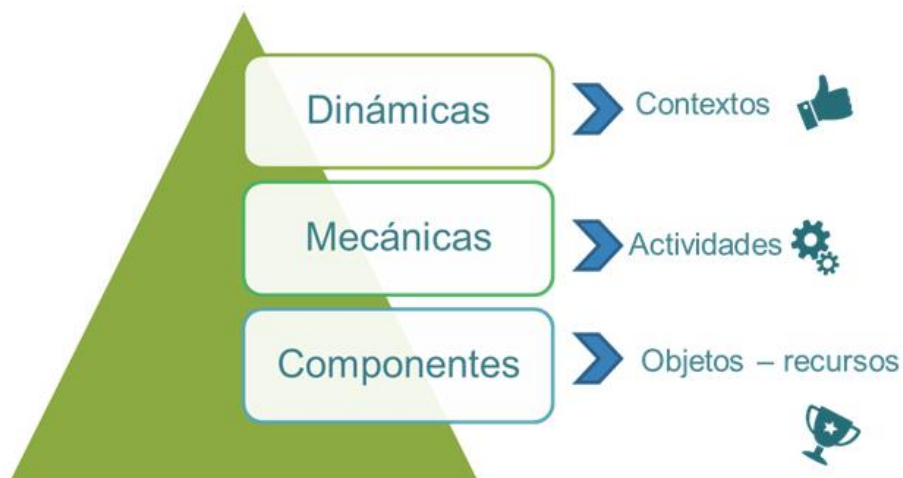 Dinámicas
Contextos
Mecánicas
Actividades
Componentes
Objetos – recursos